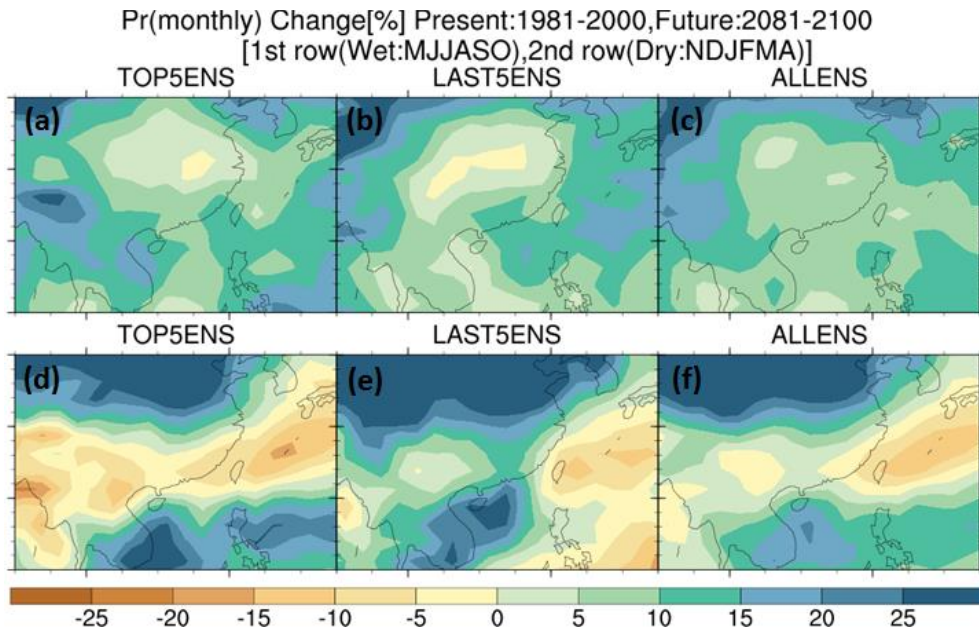 Pr(monthly) Change[%] Present:1981-2000,Future:2081-2100
[1st row(Wet:MJJASO),2nd row(Dry:NDJFMA)]
TOP5ENS LAST5ENS ALLENS
(a) (b) (c)
TOP5ENS LAST5ENS ALLENS
(d) (e) (f)
-25 -20 -15 -10 -5 0 5 10 15 20 25